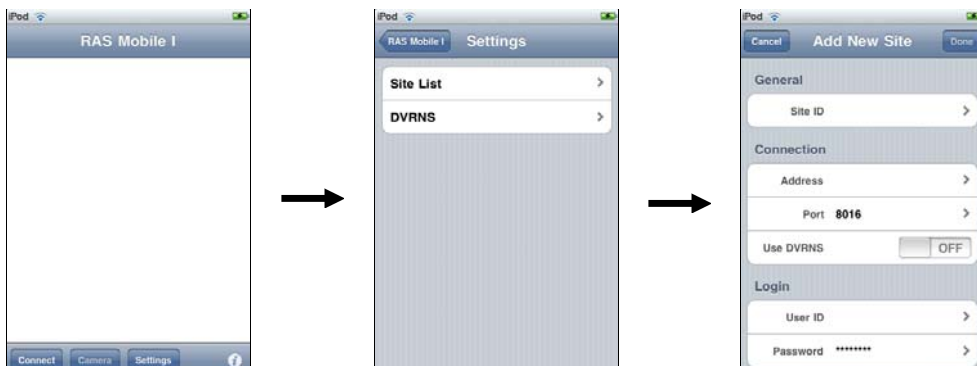 iPod
RAS Mobile I
Connect Camera Settings i
iPod
RAS Mobile I Settings
Site List
DVRNS
iPod
Cancel Add New Site Done
General
Site ID
Connection
Address
Port 8016
Use DVRNS OFF
Login
User ID
Password ********